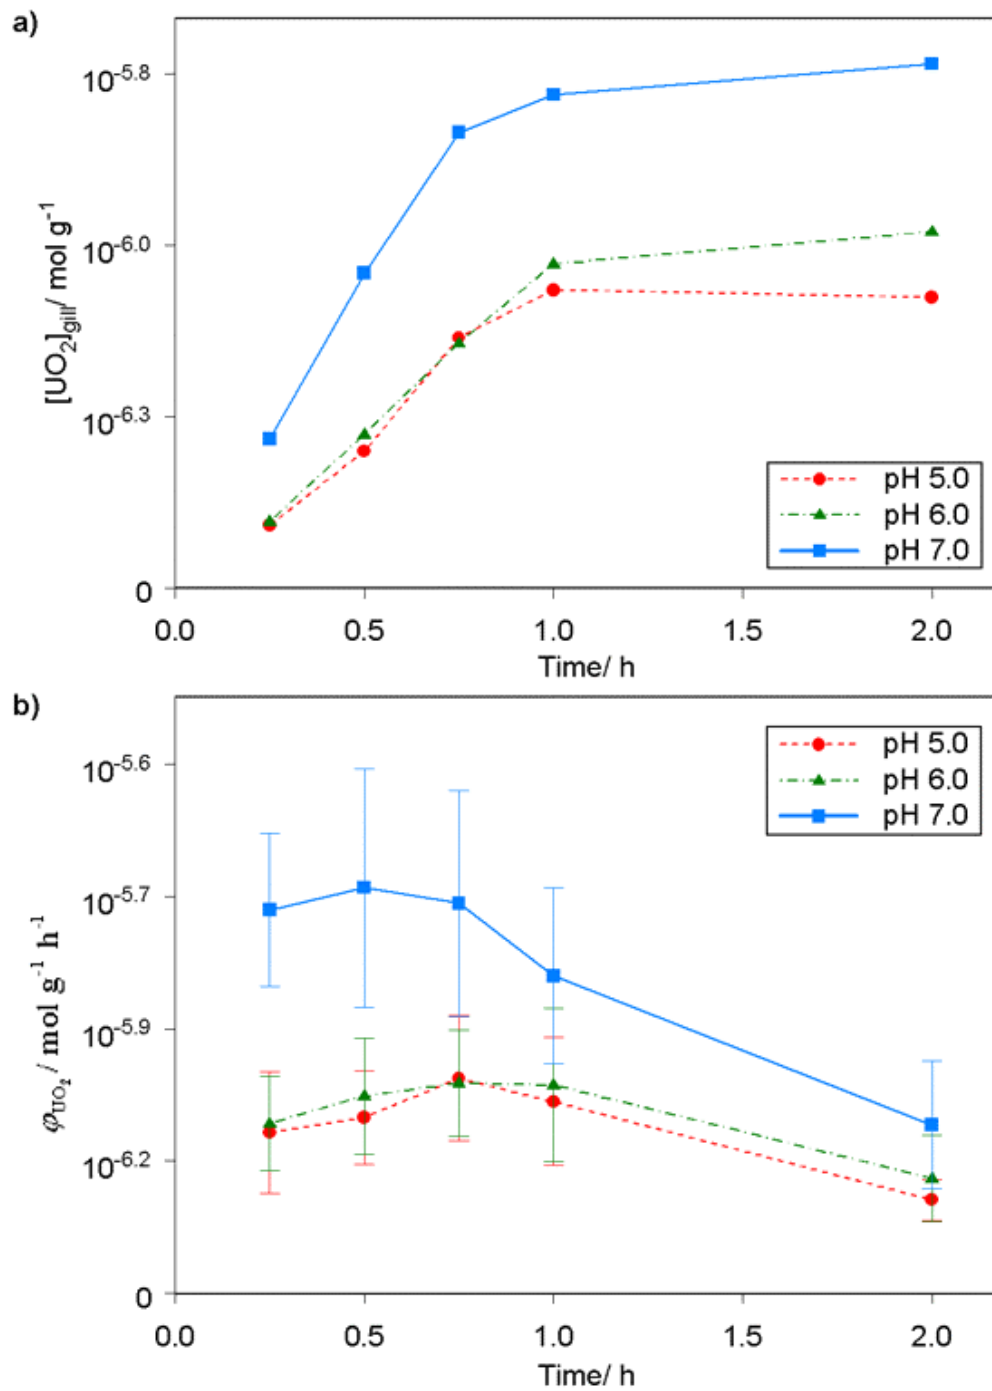 a)
[UO₂]gill/ mol g⁻¹
10⁻⁵·⁸
10⁻⁶·⁰
10⁻⁶·³
0
pH 5.0
pH 6.0
pH 7.0
0.0 0.5 1.0 1.5 2.0
Time/ h
b)
φUO₂ / mol g⁻¹ h⁻¹
10⁻⁵·⁶
10⁻⁵·⁷
10⁻⁵·⁹
10⁻⁶·²
0
pH 5.0
pH 6.0
pH 7.0
0.0 0.5 1.0 1.5 2.0
Time/ h